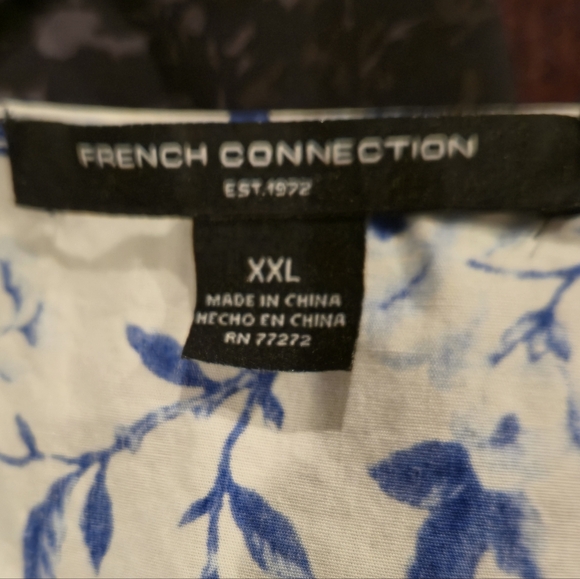 FRENCH CONNECTION
EST.1972
XXL
MADE IN CHINA
HECHO EN CHINA
RN 77272